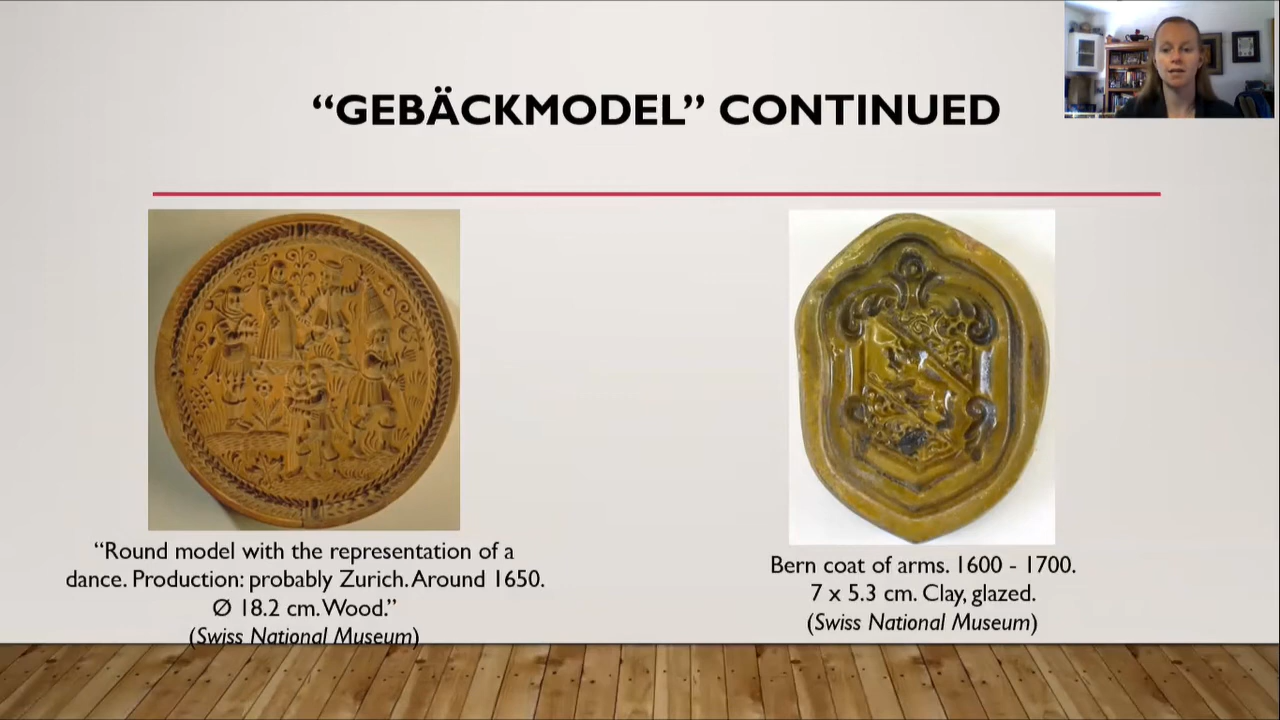 “GEBÄCKMODEL” CONTINUED
“Round model with the representation of a
dance. Production: probably Zurich. Around 1650.
Ø 18.2 cm. Wood.”
(Swiss National Museum)
Bern coat of arms. 1600 - 1700.
7 x 5.3 cm. Clay, glazed.
(Swiss National Museum)